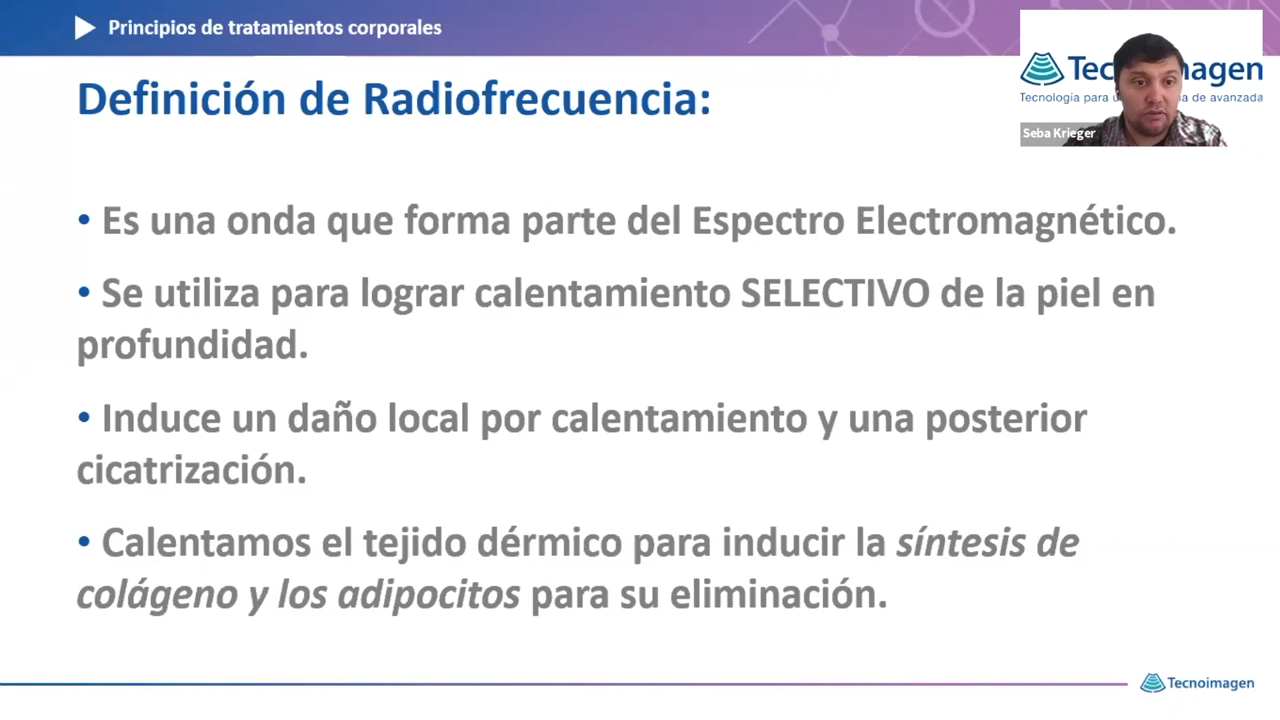 Principios de tratamientos corporales
Definición de Radiofrecuencia:
Seba Krieger
• Es una onda que forma parte del Espectro Electromagnético.
• Se utiliza para lograr calentamiento SELECTIVO de la piel en
profundidad.
• Induce un daño local por calentamiento y una posterior
cicatrización.
• Calentamos el tejido dérmico para inducir la síntesis de
colágeno y los adipocitos para su eliminación.
Tecnoimagen